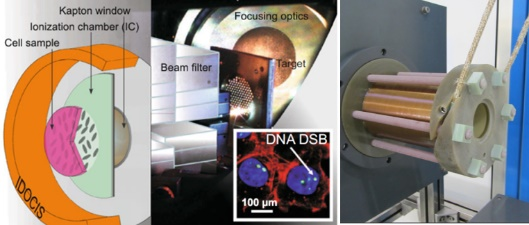 Kapton window
Ionization chamber (IC)
Cell sample
IDOCIS
Focusing optics
Beam filter
Target
DNA DSB
100 µm